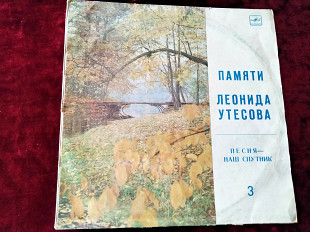 ПАМЯТИ
ЛЕОНИДА
УТЕСОВА
ПЕСНЯ—
НАШ СПУТНИК
3